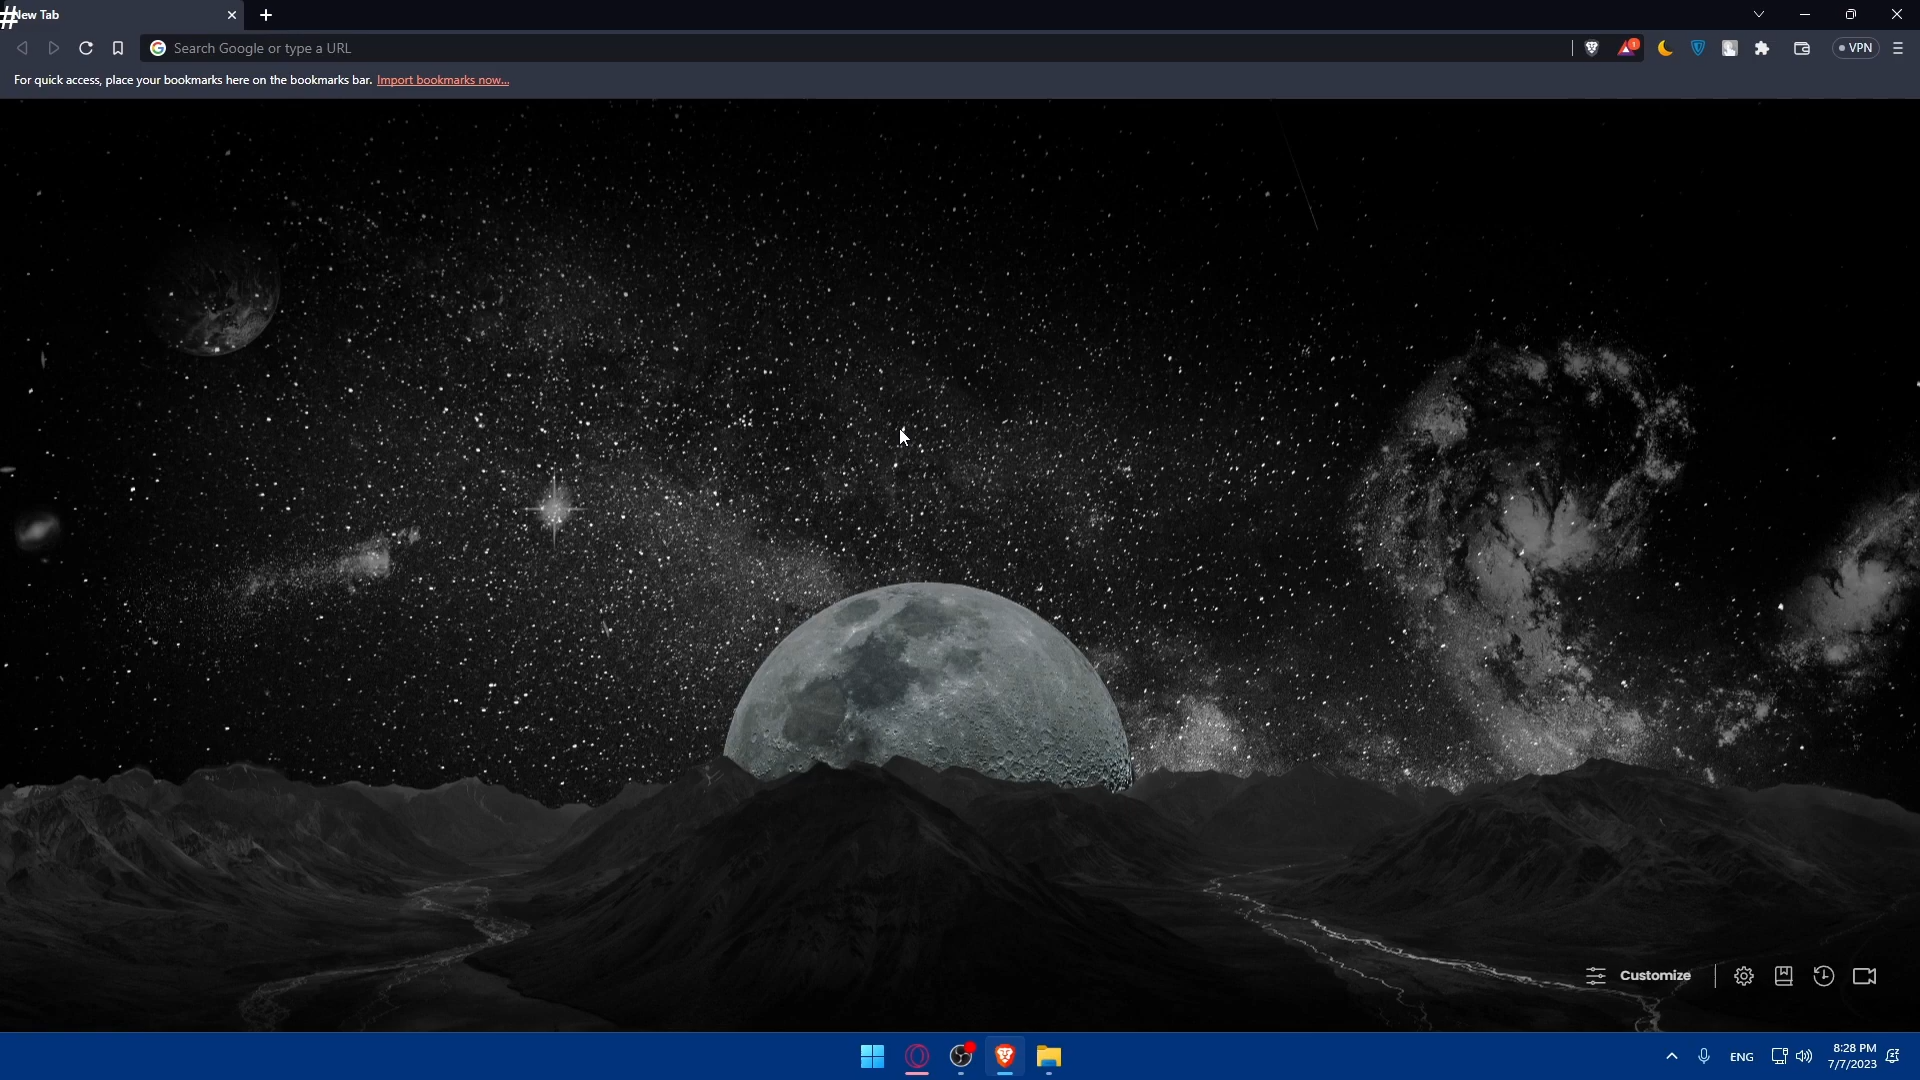 #
New Tab
Search Google or type a URL
1
VPN
For quick access, place your bookmarks here on the bookmarks bar. Import bookmarks now...
Customize
ENG
8:28 PM
7/7/2023